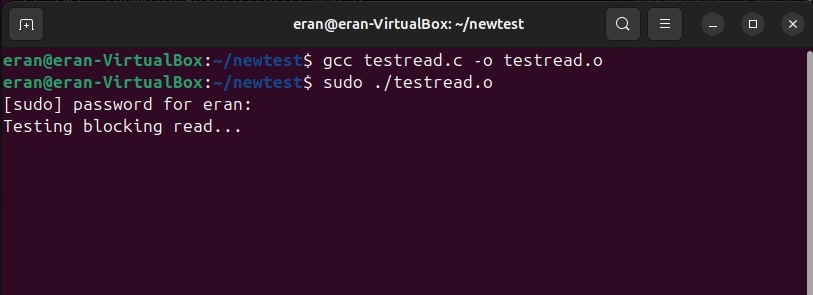 eran@eran-VirtualBox: ~/newtest
eran@eran-VirtualBox:~/newtest$ gcc testread.c -o testread.o
eran@eran-VirtualBox:~/newtest$ sudo ./testread.o
[sudo] password for eran:
Testing blocking read...